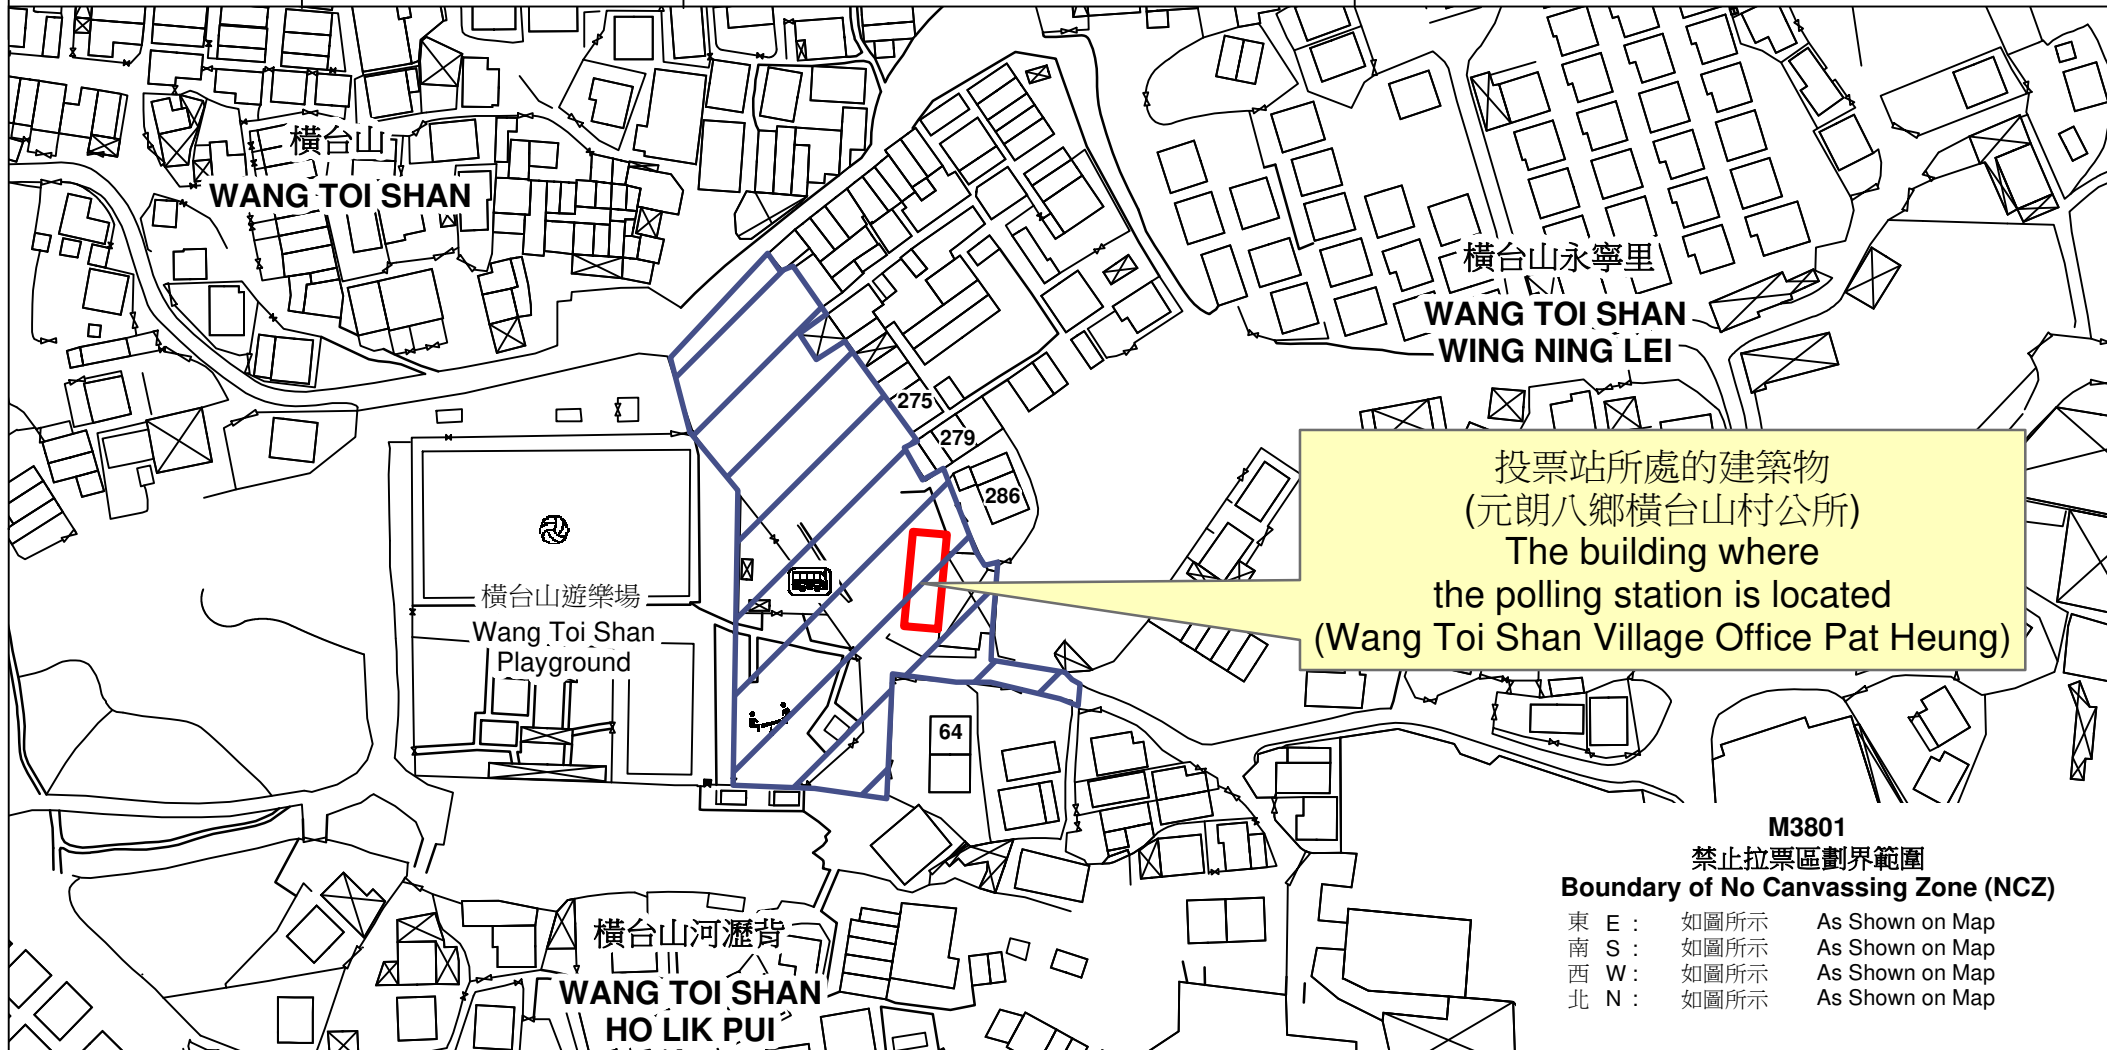 橫台山
WANG TOI SHAN
橫台山永寧里
WANG TOI SHAN
WING NING LEI
275
279
286
投票站所處的建築物
(元朗八鄉橫台山村公所)
The building where
the polling station is located
(Wang Toi Shan Village Office Pat Heung)
橫台山遊樂場
Wang Toi Shan
Playground
64
M3801
禁止拉票區劃界範圍
Boundary of No Canvassing Zone (NCZ)
東 E : 如圖所示 As Shown on Map
南 S : 如圖所示 As Shown on Map
西 W : 如圖所示 As Shown on Map
北 N : 如圖所示 As Shown on Map
橫台山河瀝背
WANG TOI SHAN
HO LIK PUI